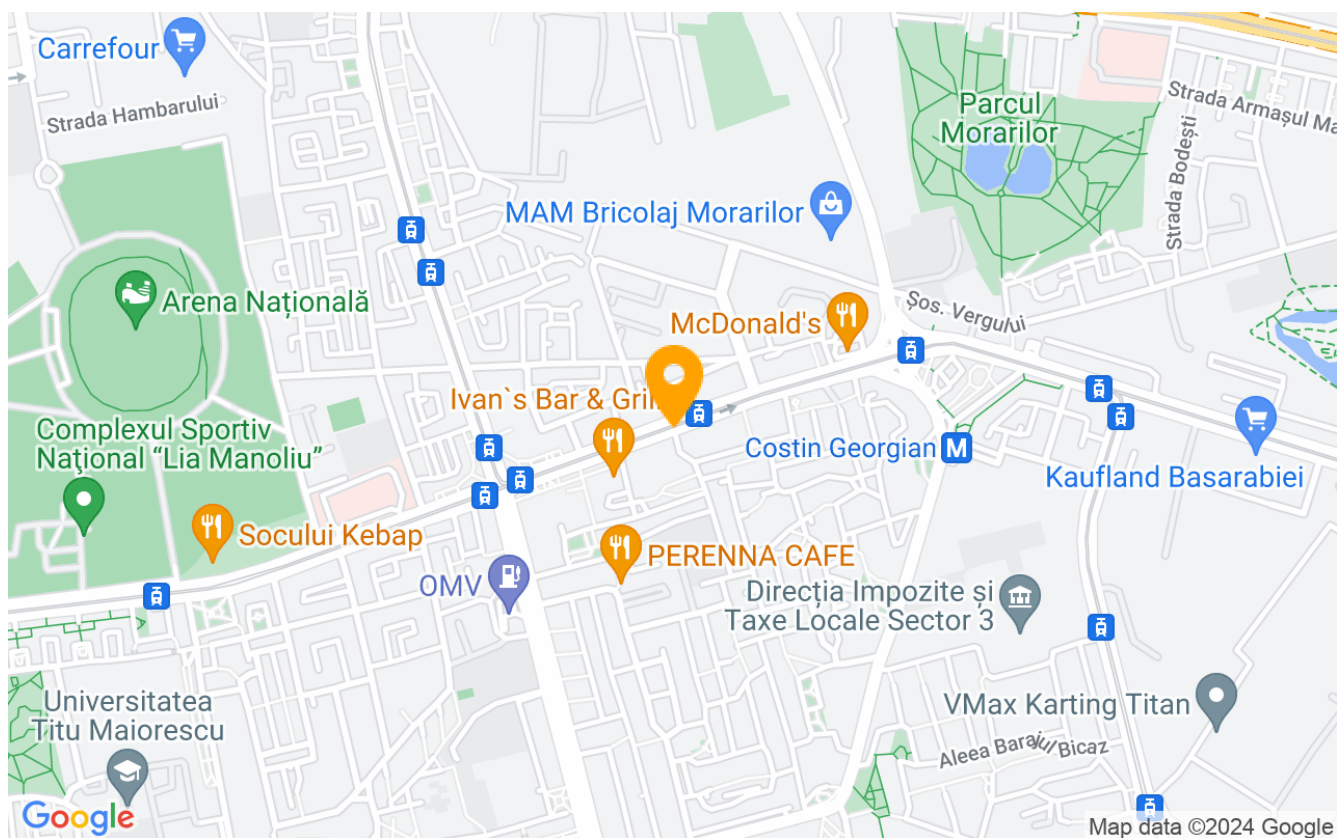 Carrefour
Strada Hambarului
Parcul
Morarilor
Strada Armașul Ma
Strada Bodești
MAM Bricolaj Morarilor
Arena Națională
Șos. Vergului
McDonald's
Ivan`s Bar & Gril
Complexul Sportiv
Național “Lia Manoliu”
Costin Georgian
M
Kaufland Basarabiei
Socului Kebap
PERENNA CAFE
OMV
Direcția Impozite și
Taxe Locale Sector 3
Universitatea
Titu Maiorescu
VMax Karting Titan
Aleea Barajul Bicaz
Google
Map data ©2024 Google